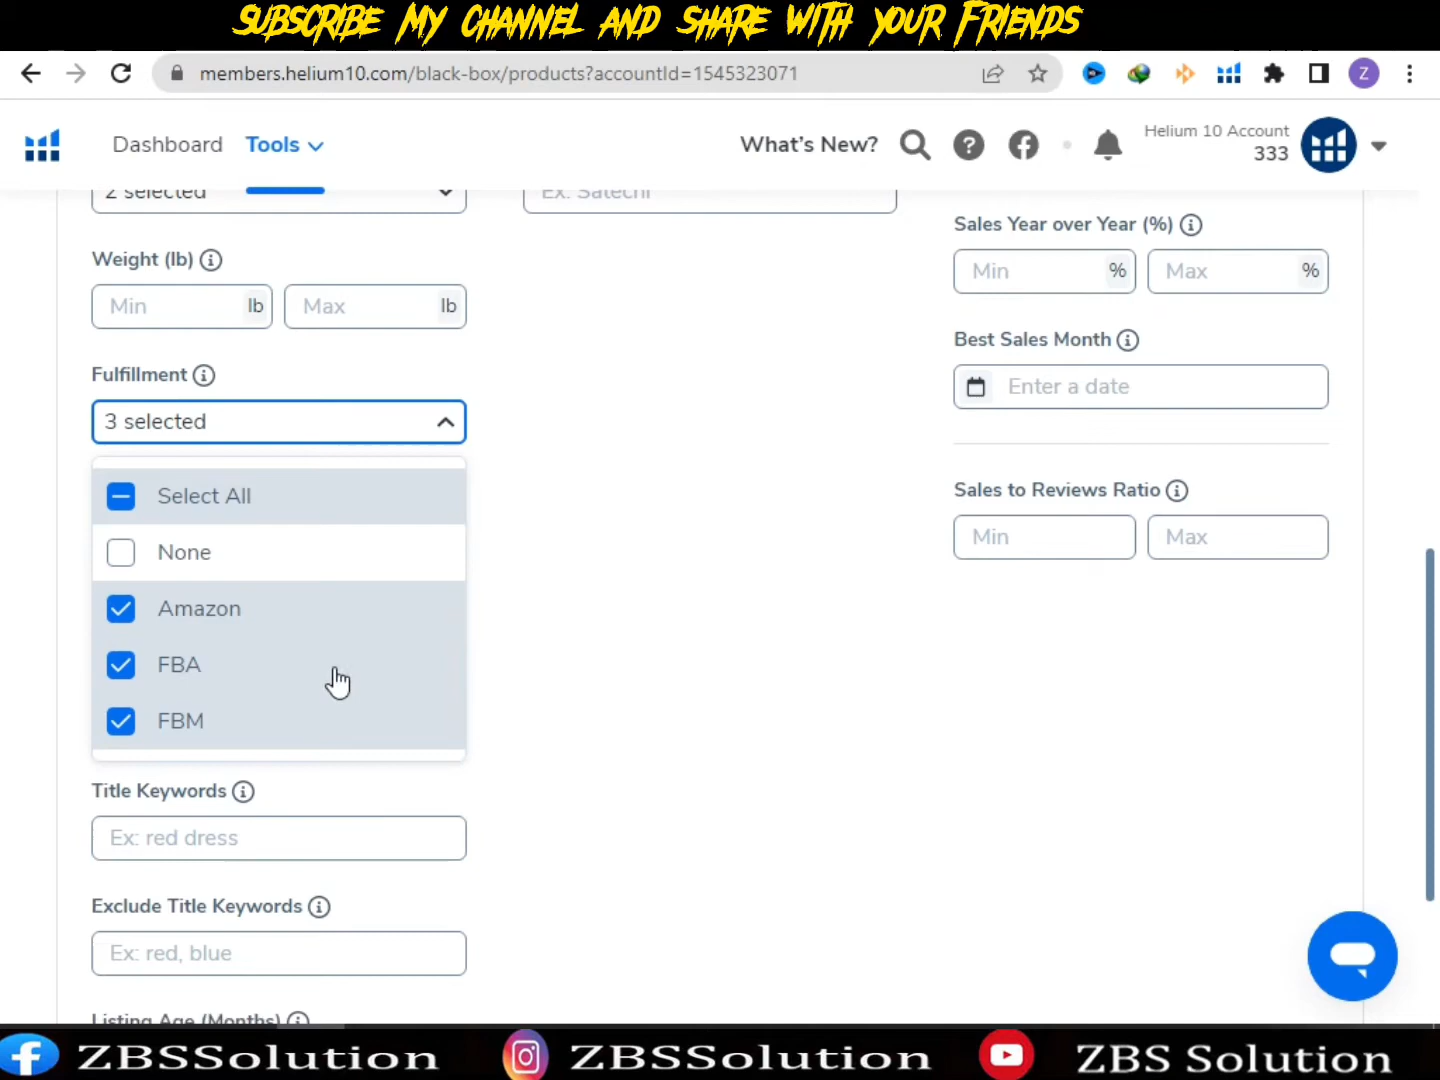 SUBSCRIBE MY CHANNEL AND SHARE WITH YOUR FRIENDS
members.helium10.com/black-box/products?accountId=1545323071
Z
Dashboard
Tools
What's New?
Helium 10 Account
333
2 selected
Ex: Satechi
Weight (lb)
Min lb
Max lb
Fulfillment
3 selected
Select All
None
Amazon
FBA
FBM
Title Keywords
Ex: red dress
Exclude Title Keywords
Ex: red, blue
Listing Age (Months)
Sales Year over Year (%)
Min %
Max %
Best Sales Month
Enter a date
Sales to Reviews Ratio
Min
Max
ZBSSolution
ZBSSolution
ZBS Solution